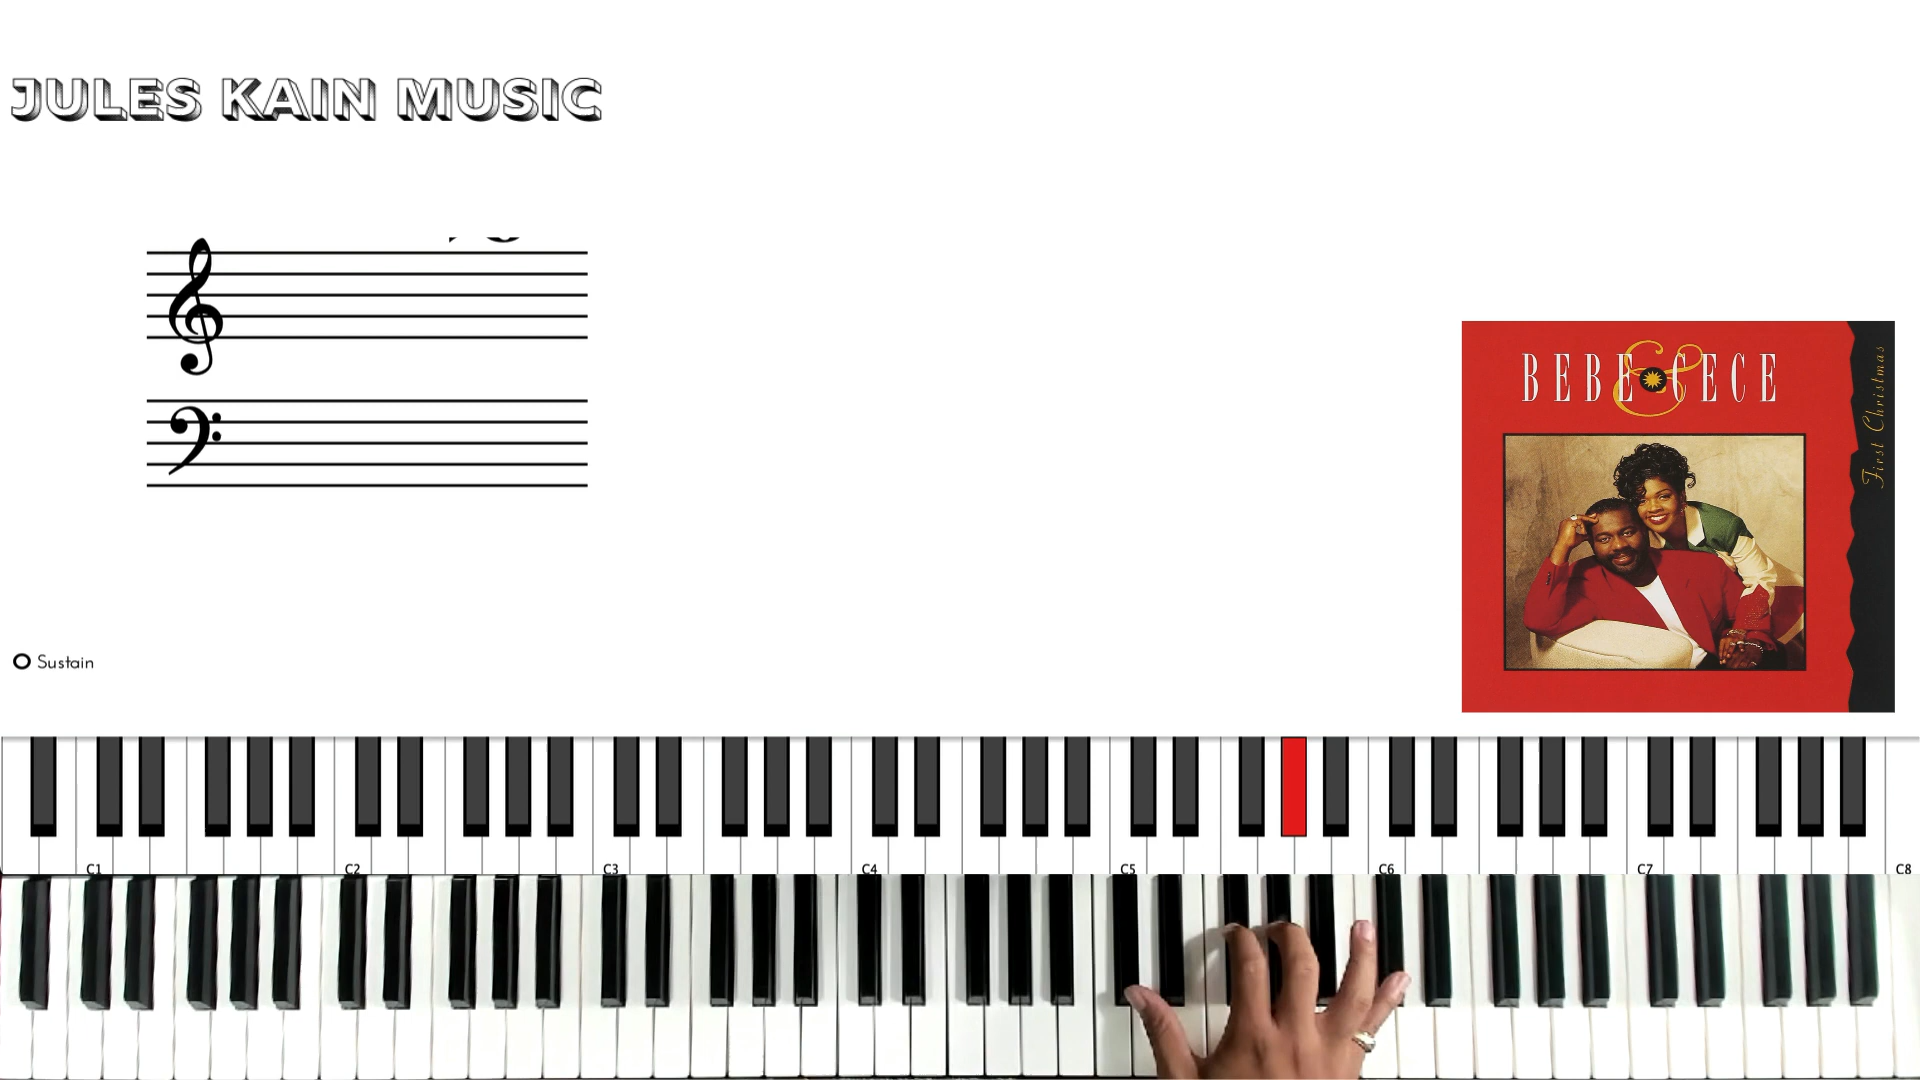 JULES KAIN MUSIC
BEBE & CECE
First Christmas
Sustain
C1 C2 C3 C4 C5 C6 C7 C8